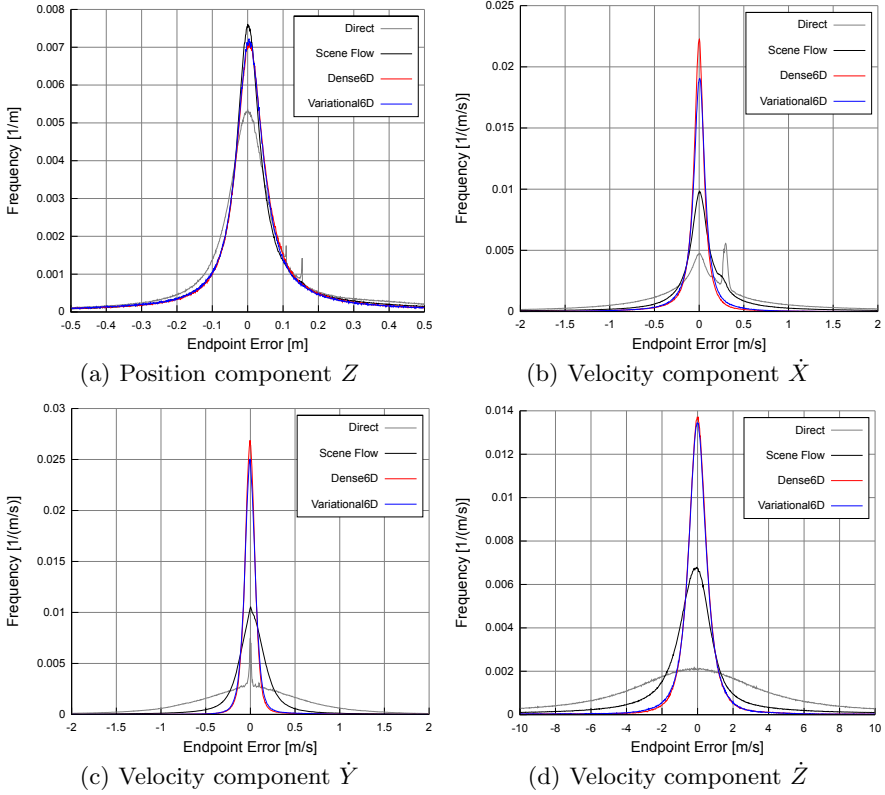 0.008
0.007
0.006
0.005
0.004
0.003
0.002
0.001
0
Frequency [1/m]
Direct
Scene Flow
Dense6D
Variational6D
-0.5 -0.4 -0.3 -0.2 -0.1 0 0.1 0.2 0.3 0.4 0.5
Endpoint Error [m]
(a) Position component Z
0.025
0.02
0.015
0.01
0.005
0
Frequency [1/(m/s)]
Direct
Scene Flow
Dense6D
Variational6D
-2 -1.5 -1 -0.5 0 0.5 1 1.5 2
Endpoint Error [m/s]
(b) Velocity component Ẋ
0.03
0.025
0.02
0.015
0.01
0.005
0
Frequency [1/(m/s)]
Direct
Scene Flow
Dense6D
Variational6D
-2 -1.5 -1 -0.5 0 0.5 1 1.5 2
Endpoint Error [m/s]
(c) Velocity component Ẏ
0.014
0.012
0.01
0.008
0.006
0.004
0.002
0
Frequency [1/(m/s)]
Direct
Scene Flow
Dense6D
Variational6D
-10 -8 -6 -4 -2 0 2 4 6 8 10
Endpoint Error [m/s]
(d) Velocity component Ż